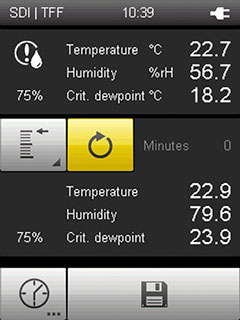 SDI | TFF 10:39
Temperature °C 22.7
Humidity %rH 56.7
75% Crit. dewpoint °C 18.2
Minutes 0
Temperature 22.9
Humidity 79.6
75% Crit. dewpoint 23.9
...